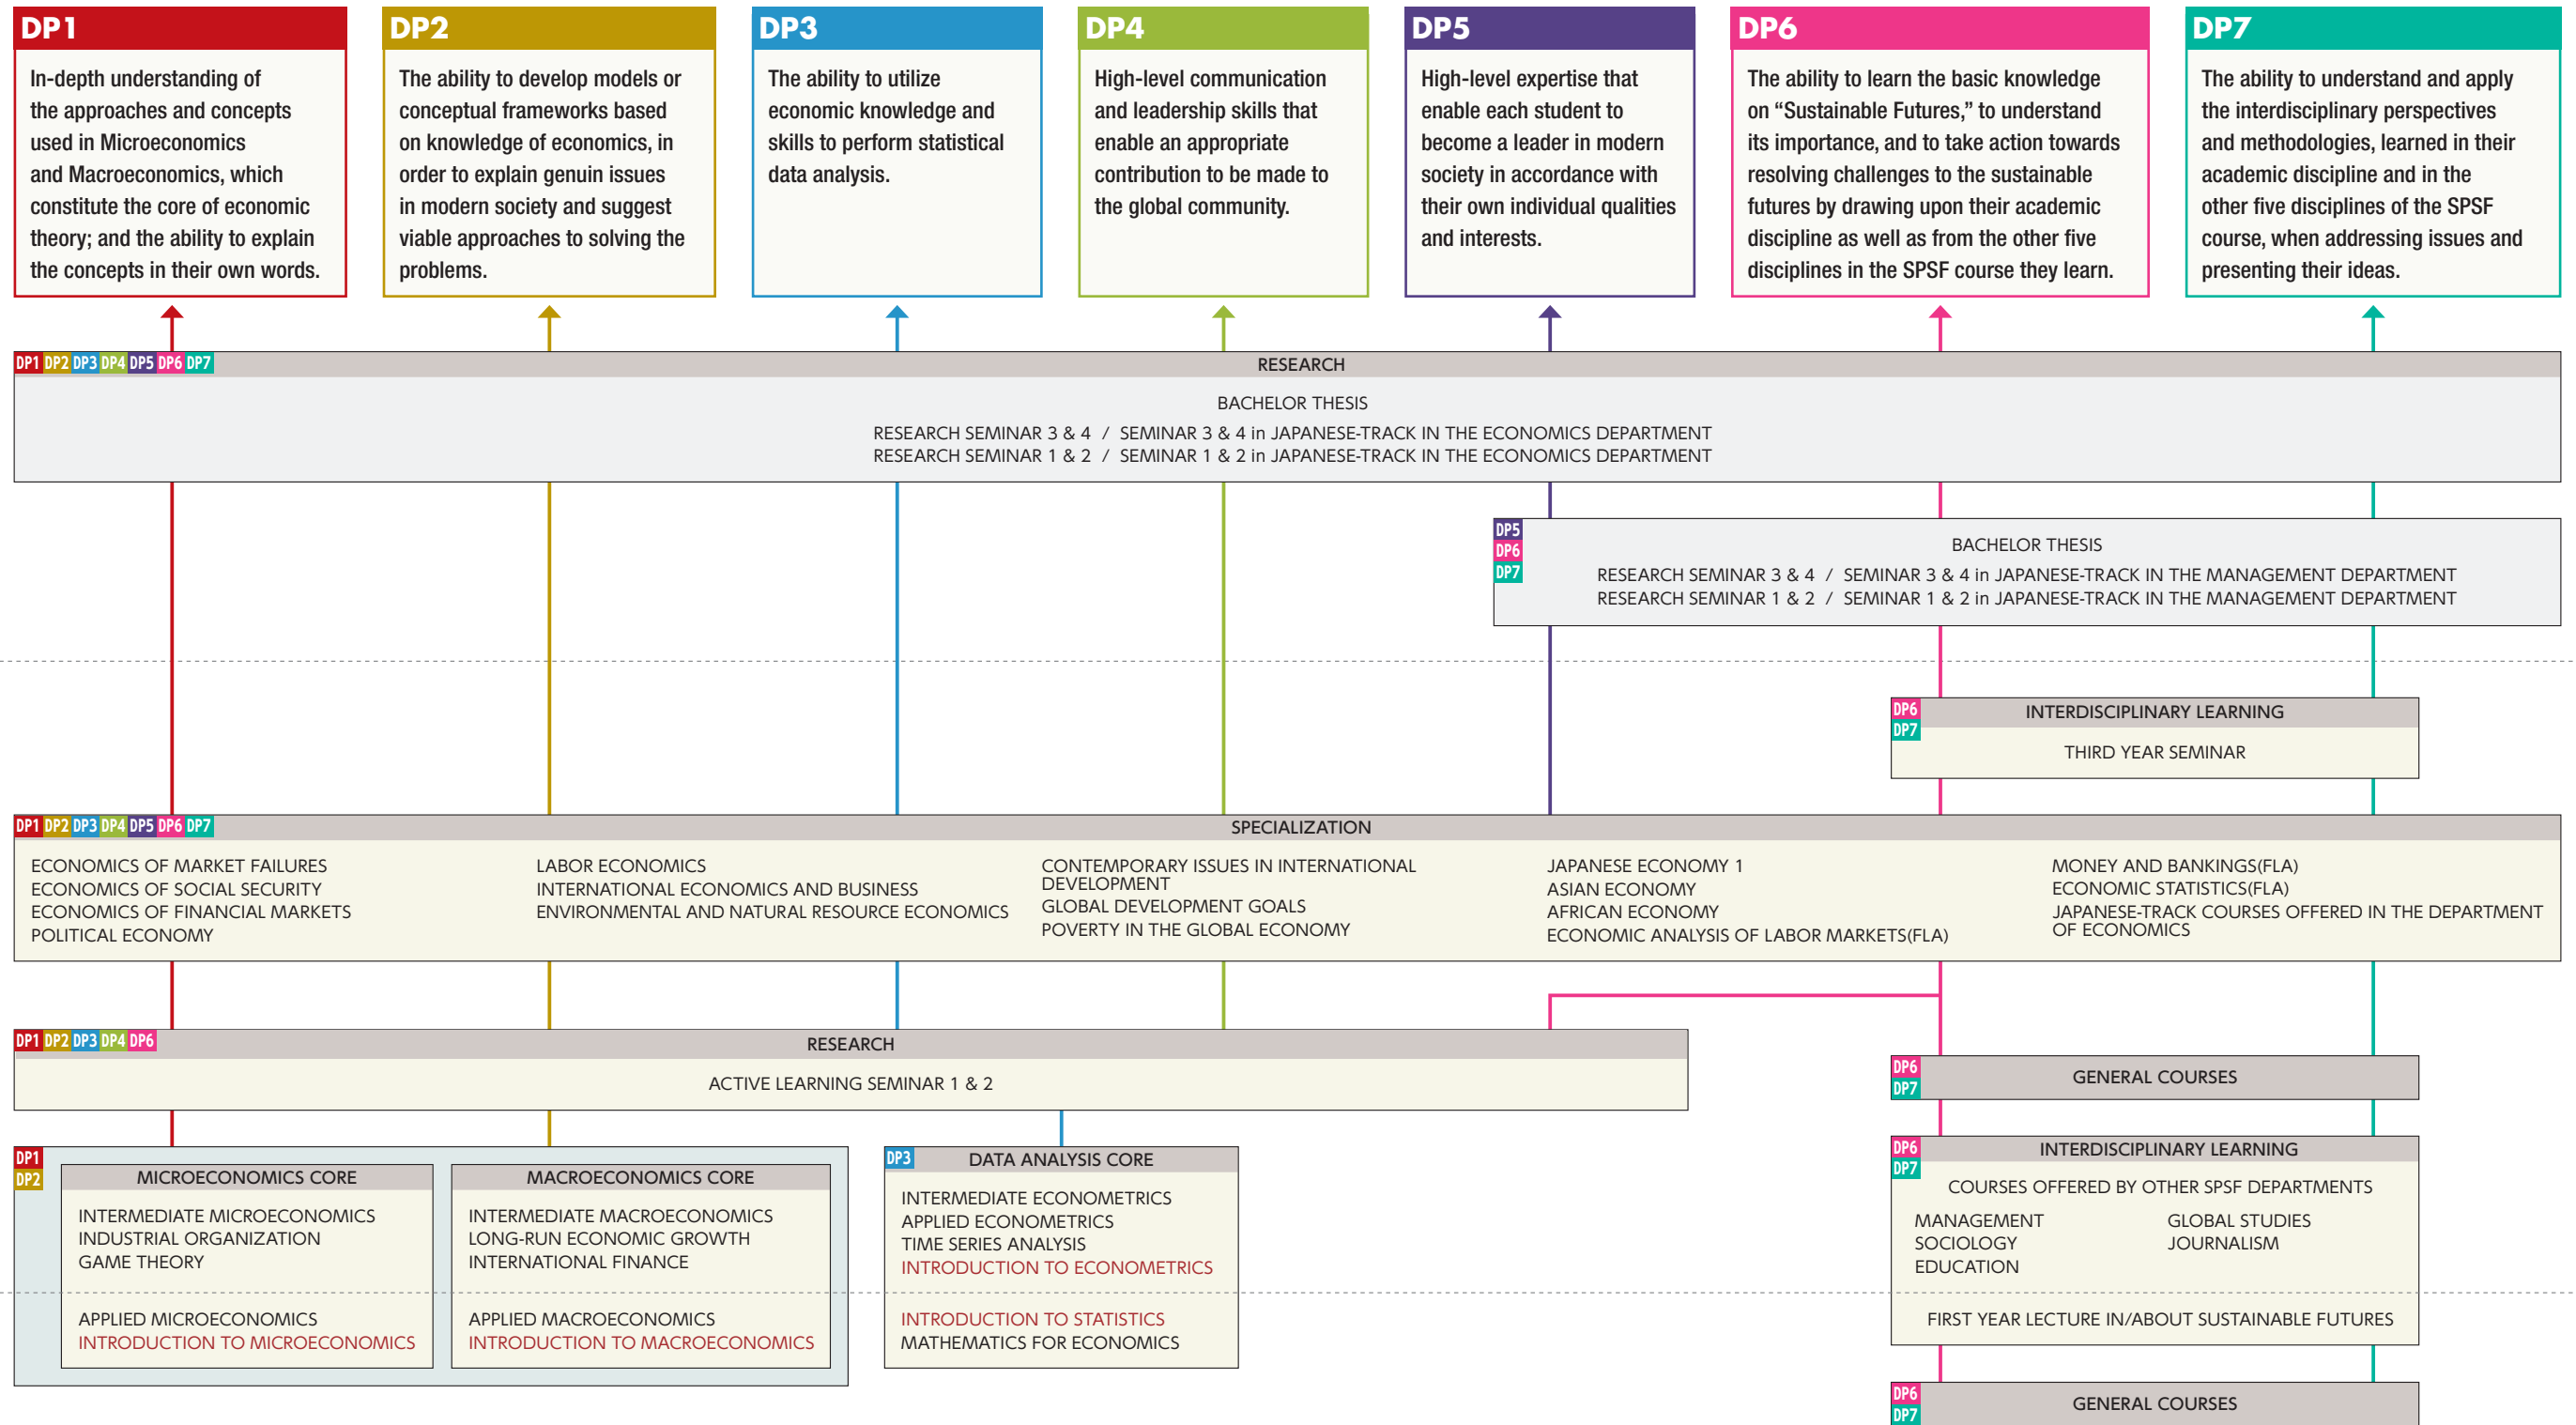 DP1
In-depth understanding of
the approaches and concepts
used in Microeconomics
and Macroeconomics, which
constitute the core of economic
theory; and the ability to explain
the concepts in their own words.
DP2
The ability to develop models or
conceptual frameworks based
on knowledge of economics, in
order to explain genuin issues
in modern society and suggest
viable approaches to solving the
problems.
DP3
The ability to utilize
economic knowledge and
skills to perform statistical
data analysis.
DP4
High-level communication
and leadership skills that
enable an appropriate
contribution to be made to
the global community.
DP5
High-level expertise that
enable each student to
become a leader in modern
society in accordance with
their own individual qualities
and interests.
DP6
The ability to learn the basic knowledge
on “Sustainable Futures,” to understand
its importance, and to take action towards
resolving challenges to the sustainable
futures by drawing upon their academic
discipline as well as from the other five
disciplines in the SPSF course they learn.
DP7
The ability to understand and apply
the interdisciplinary perspectives
and methodologies, learned in their
academic discipline and in the
other five disciplines of the SPSF
course, when addressing issues and
presenting their ideas.
DP1 DP2 DP3 DP4 DP5 DP6 DP7
RESEARCH
BACHELOR THESIS
RESEARCH SEMINAR 3 & 4 / SEMINAR 3 & 4 in JAPANESE-TRACK IN THE ECONOMICS DEPARTMENT
RESEARCH SEMINAR 1 & 2 / SEMINAR 1 & 2 in JAPANESE-TRACK IN THE ECONOMICS DEPARTMENT
DP5
DP6
DP7
BACHELOR THESIS
RESEARCH SEMINAR 3 & 4 / SEMINAR 3 & 4 in JAPANESE-TRACK IN THE MANAGEMENT DEPARTMENT
RESEARCH SEMINAR 1 & 2 / SEMINAR 1 & 2 in JAPANESE-TRACK IN THE MANAGEMENT DEPARTMENT
DP6
DP7
INTERDISCIPLINARY LEARNING
THIRD YEAR SEMINAR
DP1 DP2 DP3 DP4 DP5 DP6 DP7
SPECIALIZATION
ECONOMICS OF MARKET FAILURES
ECONOMICS OF SOCIAL SECURITY
ECONOMICS OF FINANCIAL MARKETS
POLITICAL ECONOMY
LABOR ECONOMICS
INTERNATIONAL ECONOMICS AND BUSINESS
ENVIRONMENTAL AND NATURAL RESOURCE ECONOMICS
CONTEMPORARY ISSUES IN INTERNATIONAL
DEVELOPMENT
GLOBAL DEVELOPMENT GOALS
POVERTY IN THE GLOBAL ECONOMY
JAPANESE ECONOMY 1
ASIAN ECONOMY
AFRICAN ECONOMY
ECONOMIC ANALYSIS OF LABOR MARKETS(FLA)
MONEY AND BANKINGS(FLA)
ECONOMIC STATISTICS(FLA)
JAPANESE-TRACK COURSES OFFERED IN THE DEPARTMENT
OF ECONOMICS
DP1 DP2 DP3 DP4 DP6
RESEARCH
ACTIVE LEARNING SEMINAR 1 & 2
DP6
DP7
GENERAL COURSES
DP1
DP2
MICROECONOMICS CORE
INTERMEDIATE MICROECONOMICS
INDUSTRIAL ORGANIZATION
GAME THEORY
APPLIED MICROECONOMICS
INTRODUCTION TO MICROECONOMICS
MACROECONOMICS CORE
INTERMEDIATE MACROECONOMICS
LONG-RUN ECONOMIC GROWTH
INTERNATIONAL FINANCE
APPLIED MACROECONOMICS
INTRODUCTION TO MACROECONOMICS
DP3
DATA ANALYSIS CORE
INTERMEDIATE ECONOMETRICS
APPLIED ECONOMETRICS
TIME SERIES ANALYSIS
INTRODUCTION TO ECONOMETRICS
INTRODUCTION TO STATISTICS
MATHEMATICS FOR ECONOMICS
DP6
DP7
INTERDISCIPLINARY LEARNING
COURSES OFFERED BY OTHER SPSF DEPARTMENTS
MANAGEMENT
SOCIOLOGY
EDUCATION
GLOBAL STUDIES
JOURNALISM
FIRST YEAR LECTURE IN/ABOUT SUSTAINABLE FUTURES
DP6
DP7
GENERAL COURSES